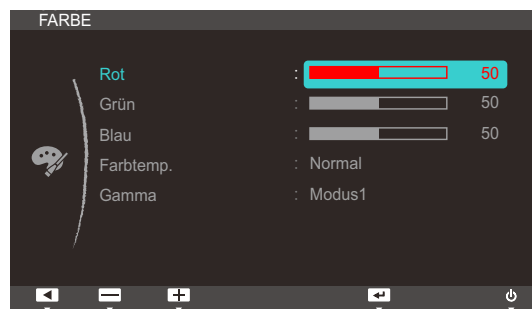 FARBE
Rot : 50
Grün : 50
Blau : 50
Farbtemp. : Normal
Gamma : Modus1